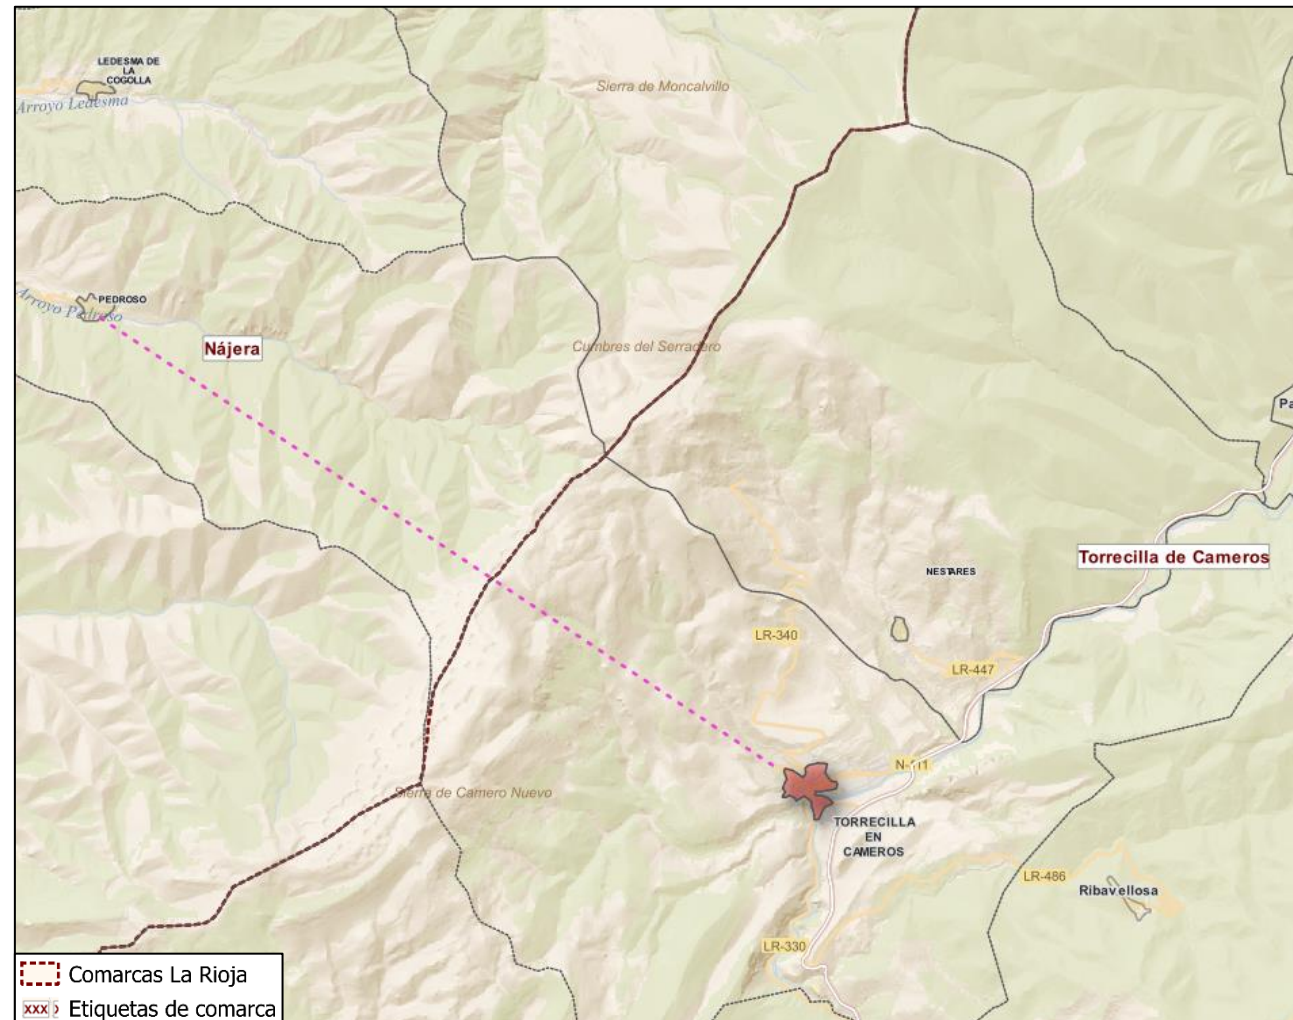 LEDESMA DE
LA
COGOLLA
Arroyo Ledesma
Sierra de Moncalvillo
PEDROSO
Arroyo Pedroso
Nájera
Cumbres del Serradero
Pa
Torrecilla de Cameros
NESTARES
LR-340
LR-447
N-111
Sierra de Camero Nuevo
TORRECILLA
EN
CAMEROS
LR-486
Ribavellosa
LR-330
Comarcas La Rioja
xxx
Etiquetas de comarca